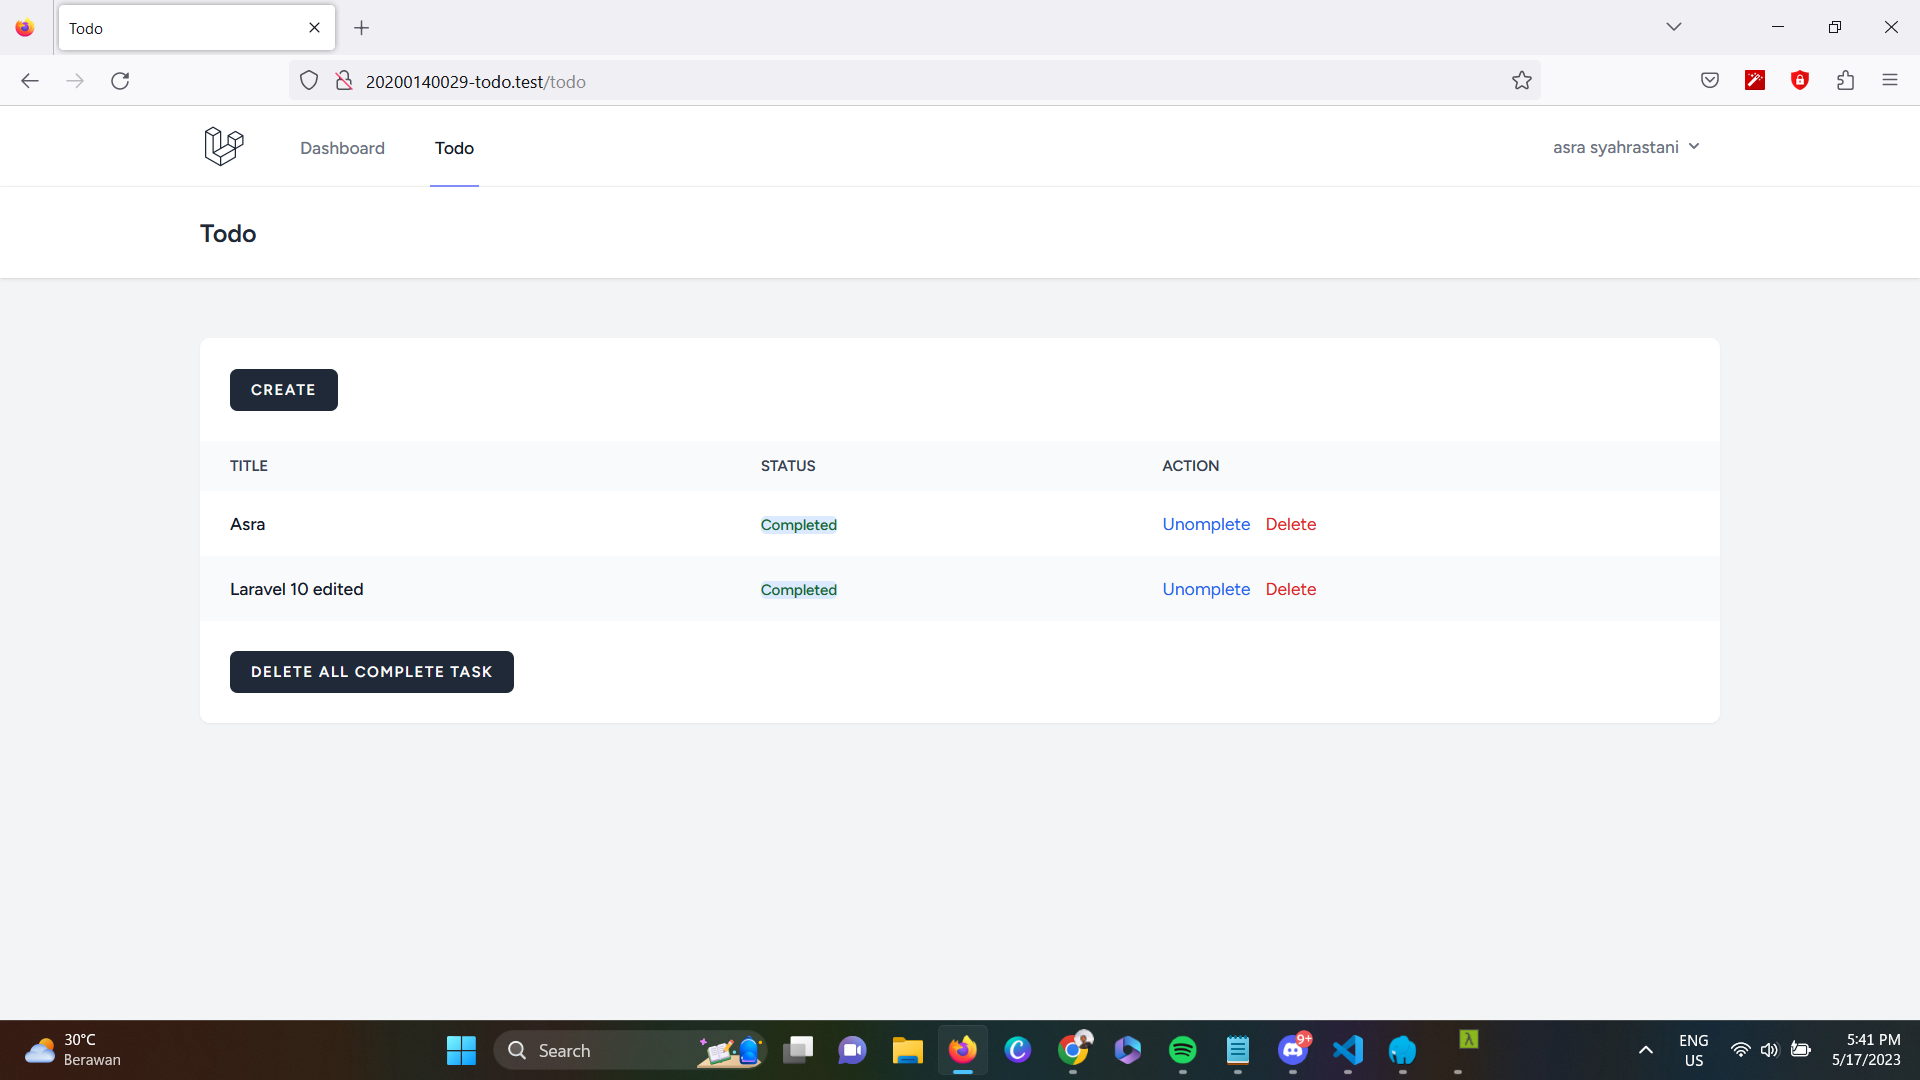 Todo
20200140029-todo.test/todo
Dashboard Todo asra syahrastani
Todo
CREATE
TITLE STATUS ACTION
Asra Completed Unomplete Delete
Laravel 10 edited Completed Unomplete Delete
DELETE ALL COMPLETE TASK
30°C
Berawan
Search
9+
λ
ENG
US
5:41 PM
5/17/2023